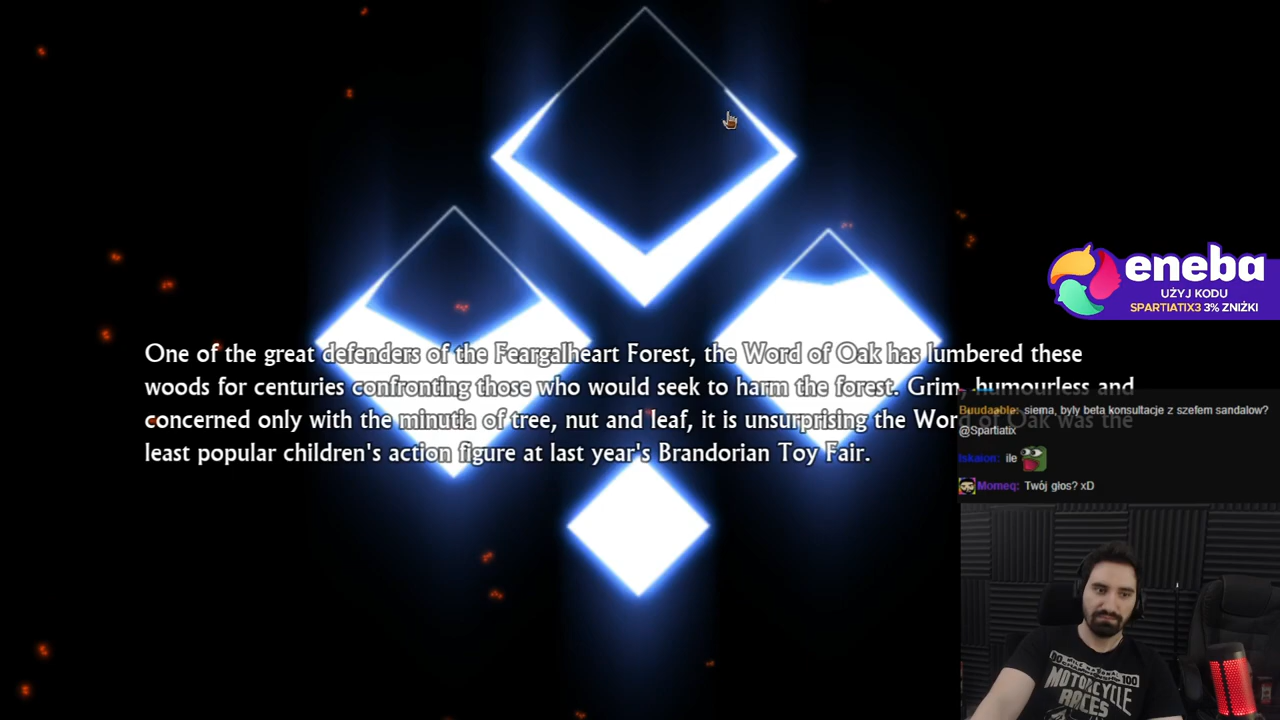 One of the great defenders of the Feargalheart Forest, the Word of Oak has lumbered these
woods for centuries confronting those who would seek to harm the forest. Grim, humourless and
concerned only with the minutia of tree, nut and leaf, it is unsurprising the Word of Oak was the
least popular children's action figure at last year's Brandorian Toy Fair.
eneba
UŻYJ KODU
SPARTIATIX3 3% ZNIŻKI
Buudaable: siema, byly beta konsultacje z szefem sandalow?
@Spartiatix
Iskaion: ile
Momeq: Twój głos? xD
MOTORCYCLE
RACES
100